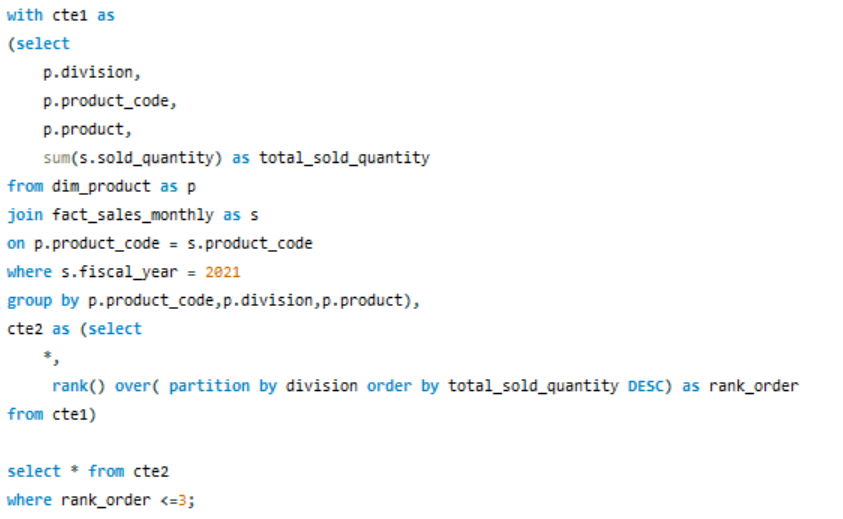 with cte1 as
(select
p.division,
p.product_code,
p.product,
sum(s.sold_quantity) as total_sold_quantity
from dim_product as p
join fact_sales_monthly as s
on p.product_code = s.product_code
where s.fiscal_year = 2021
group by p.product_code,p.division,p.product),
cte2 as (select
*,
rank() over( partition by division order by total_sold_quantity DESC) as rank_order
from cte1)
select * from cte2
where rank_order <=3;